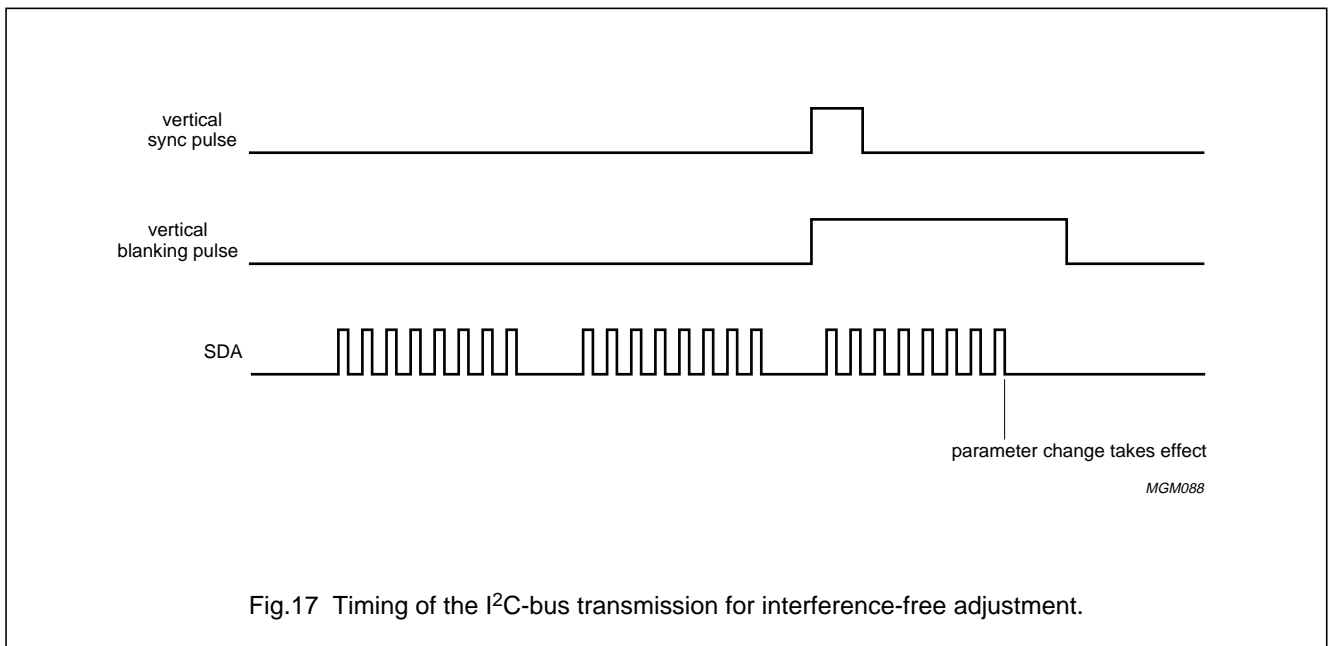 vertical
sync pulse
vertical
blanking pulse
SDA
parameter change takes effect
MGM088
Fig.17 Timing of the I²C-bus transmission for interference-free adjustment.